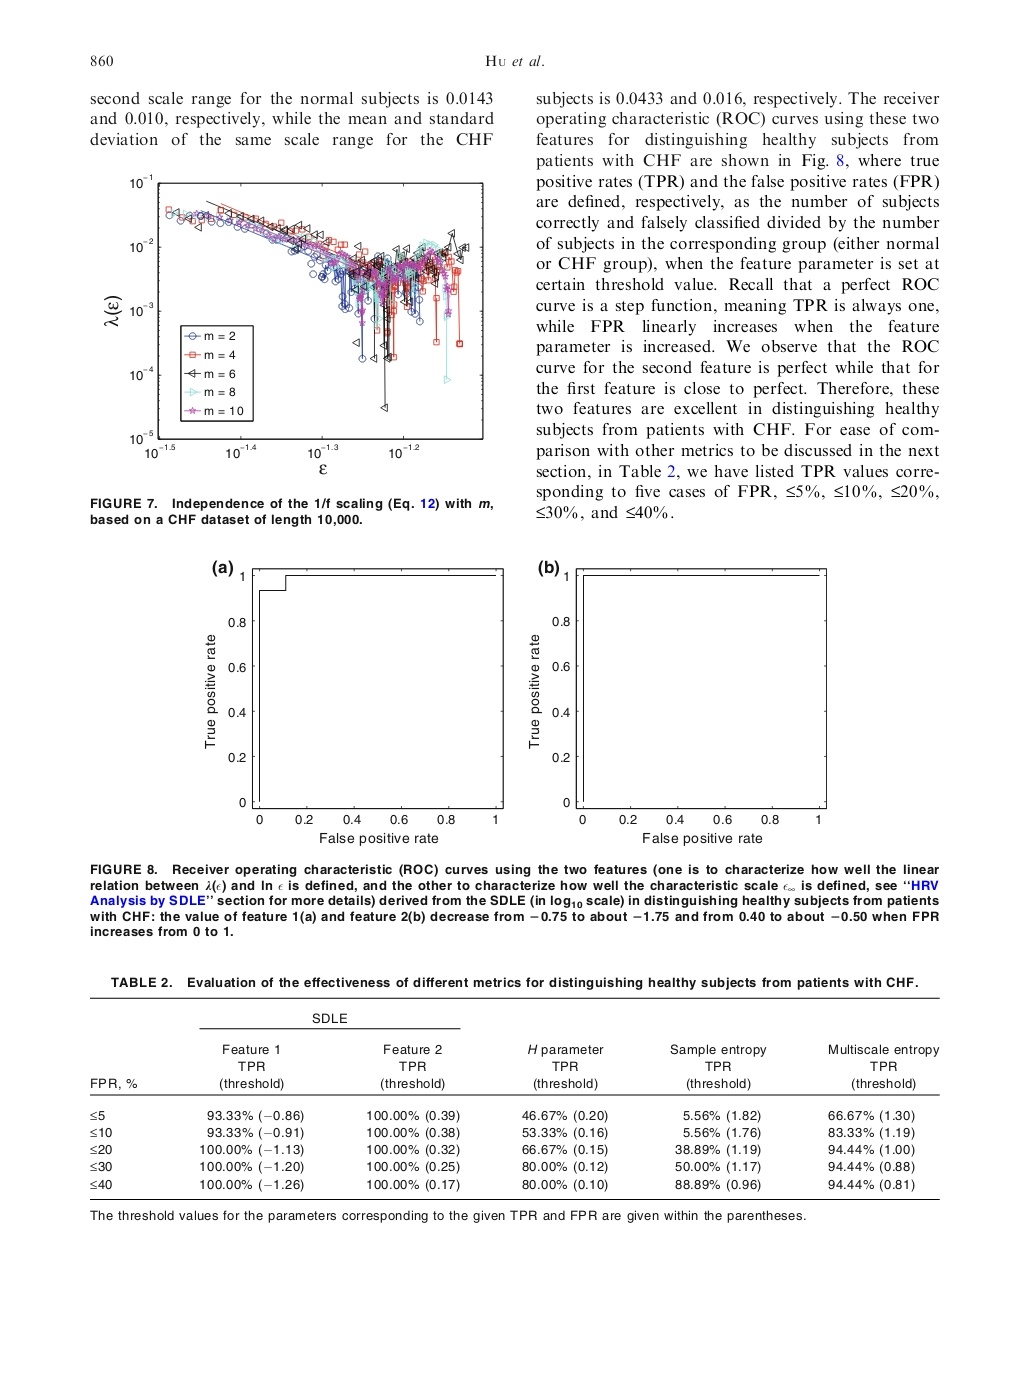 860
HU et al.
second scale range for the normal subjects is 0.0143
and 0.010, respectively, while the mean and standard
deviation of the same scale range for the CHF
10−1
10−2
10−3
10−4
10−5
λ(ε)
m = 2
m = 4
m = 6
m = 8
m = 10
10−1.5
10−1.4
10−1.3
10−1.2
ε
FIGURE 7. Independence of the 1/f scaling (Eq. 12) with m,
based on a CHF dataset of length 10,000.
subjects is 0.0433 and 0.016, respectively. The receiver
operating characteristic (ROC) curves using these two
features for distinguishing healthy subjects from
patients with CHF are shown in Fig. 8, where true
positive rates (TPR) and the false positive rates (FPR)
are defined, respectively, as the number of subjects
correctly and falsely classified divided by the number
of subjects in the corresponding group (either normal
or CHF group), when the feature parameter is set at
certain threshold value. Recall that a perfect ROC
curve is a step function, meaning TPR is always one,
while FPR linearly increases when the feature
parameter is increased. We observe that the ROC
curve for the second feature is perfect while that for
the first feature is close to perfect. Therefore, these
two features are excellent in distinguishing healthy
subjects from patients with CHF. For ease of com-
parison with other metrics to be discussed in the next
section, in Table 2, we have listed TPR values corre-
sponding to five cases of FPR, ≤5%, ≤10%, ≤20%,
≤30%, and ≤40%.
(a)
1
0.8
0.6
0.4
0.2
0
True positive rate
0 0.2 0.4 0.6 0.8 1
False positive rate
(b)
1
0.8
0.6
0.4
0.2
0
True positive rate
0 0.2 0.4 0.6 0.8 1
False positive rate
FIGURE 8. Receiver operating characteristic (ROC) curves using the two features (one is to characterize how well the linear
relation between λ(ϵ) and ln ϵ is defined, and the other to characterize how well the characteristic scale ϵ∞ is defined, see ‘‘HRV
Analysis by SDLE’’ section for more details) derived from the SDLE (in log10 scale) in distinguishing healthy subjects from patients
with CHF: the value of feature 1(a) and feature 2(b) decrease from −0.75 to about −1.75 and from 0.40 to about −0.50 when FPR
increases from 0 to 1.
TABLE 2. Evaluation of the effectiveness of different metrics for distinguishing healthy subjects from patients with CHF.
SDLE
Feature 1 Feature 2 H parameter Sample entropy Multiscale entropy
TPR TPR TPR TPR TPR
FPR, % (threshold) (threshold) (threshold) (threshold) (threshold)
≤5 93.33% (−0.86) 100.00% (0.39) 46.67% (0.20) 5.56% (1.82) 66.67% (1.30)
≤10 93.33% (−0.91) 100.00% (0.38) 53.33% (0.16) 5.56% (1.76) 83.33% (1.19)
≤20 100.00% (−1.13) 100.00% (0.32) 66.67% (0.15) 38.89% (1.19) 94.44% (1.00)
≤30 100.00% (−1.20) 100.00% (0.25) 80.00% (0.12) 50.00% (1.17) 94.44% (0.88)
≤40 100.00% (−1.26) 100.00% (0.17) 80.00% (0.10) 88.89% (0.96) 94.44% (0.81)
The threshold values for the parameters corresponding to the given TPR and FPR are given within the parentheses.